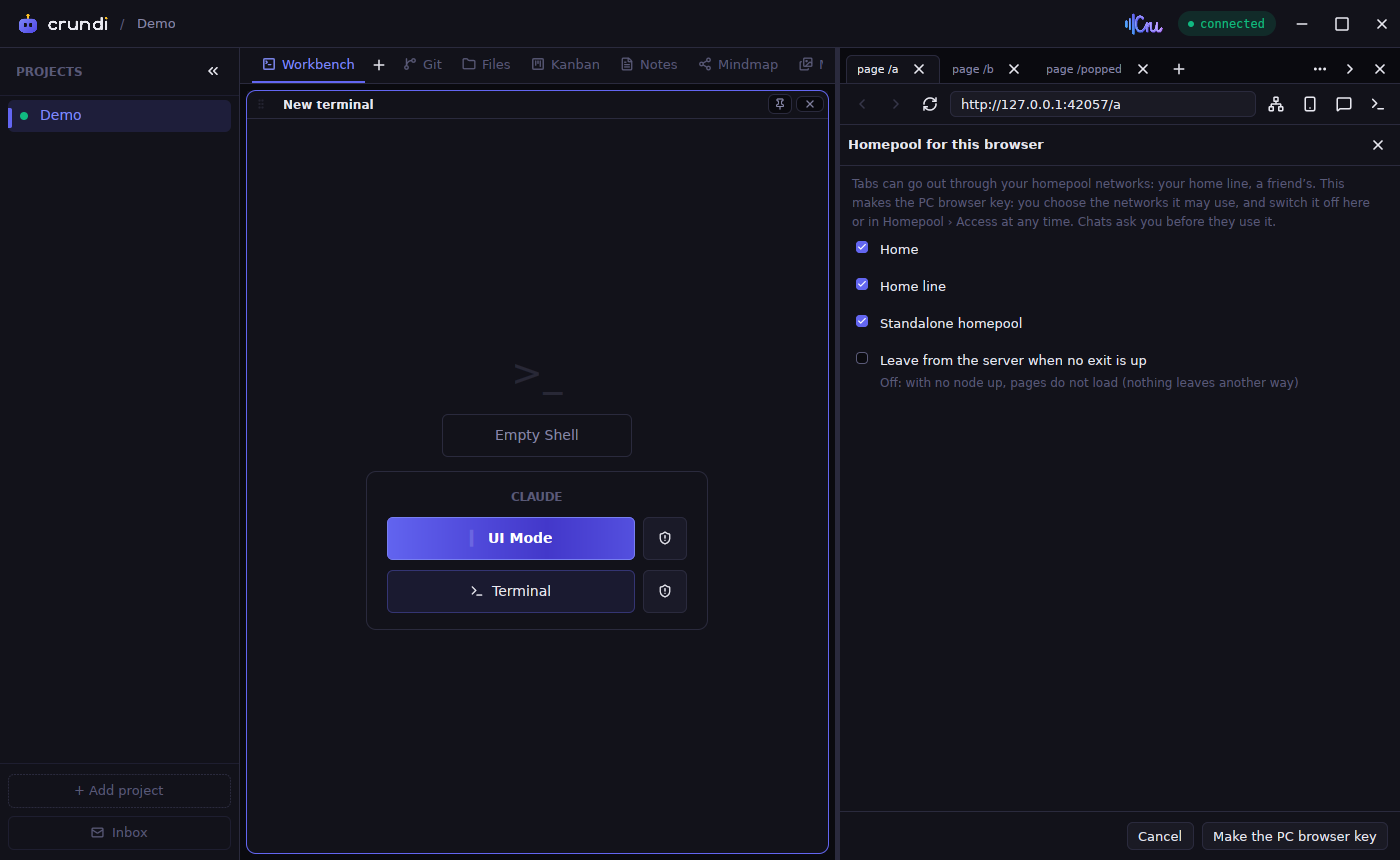 crundi / Demo
Cru
connected
PROJECTS
Demo
+ Add project
Inbox
Workbench
Git
Files
Kanban
Notes
Mindmap
New terminal
>_
Empty Shell
CLAUDE
UI Mode
Terminal
page /a
page /b
page /popped
http://127.0.0.1:42057/a
Homepool for this browser
Tabs can go out through your homepool networks: your home line, a friend’s. This
makes the PC browser key: you choose the networks it may use, and switch it off here
or in Homepool › Access at any time. Chats ask you before they use it.
Home
Home line
Standalone homepool
Leave from the server when no exit is up
Off: with no node up, pages do not load (nothing leaves another way)
Cancel
Make the PC browser key